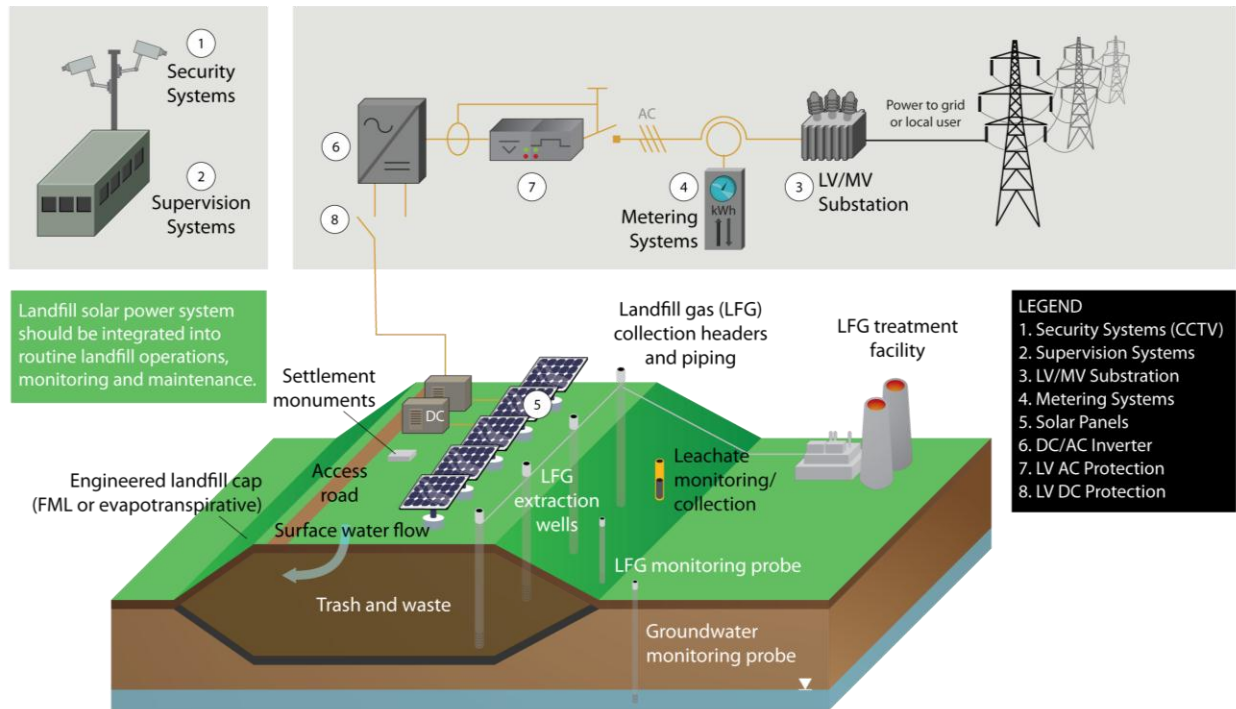 1
Security
Systems
2
Supervision
Systems
6
7
8
AC
4
Metering
Systems
kWh
3
LV/MV
Substation
Power to grid
or local user
Landfill solar power system
should be integrated into
routine landfill operations,
monitoring and maintenance.
Settlement
monuments
DC
5
Landfill gas (LFG)
collection headers
and piping
LFG treatment
facility
Engineered landfill cap
(FML or evapotranspirative)
Access
road
Surface water flow
LFG
extraction
wells
Leachate
monitoring/
collection
LFG monitoring probe
Trash and waste
Groundwater
monitoring probe
LEGEND
1. Security Systems (CCTV)
2. Supervision Systems
3. LV/MV Substration
4. Metering Systems
5. Solar Panels
6. DC/AC Inverter
7. LV AC Protection
8. LV DC Protection